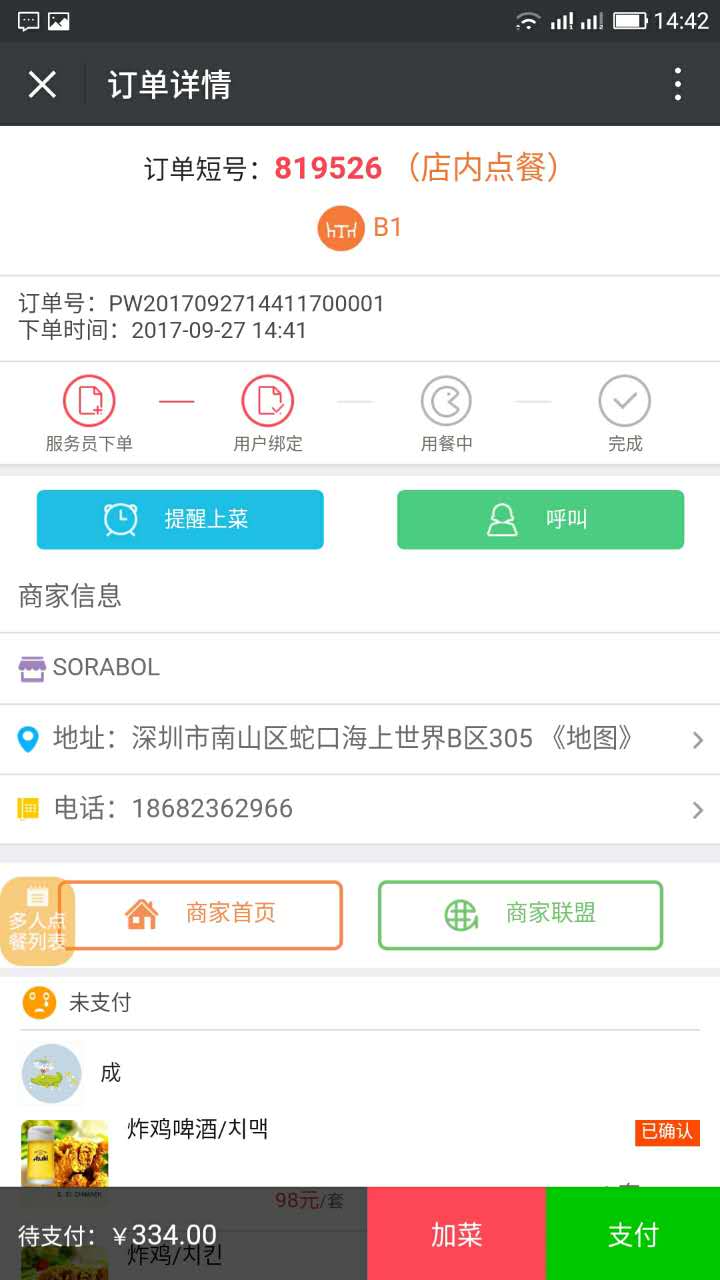 14:42
订单详情
订单短号：819526 （店内点餐）
B1
订单号：PW2017092714411700001
下单时间：2017-09-27 14:41
服务员下单
用户绑定
用餐中
完成
提醒上菜
呼叫
商家信息
SORABOL
地址：深圳市南山区蛇口海上世界B区305 《地图》
电话：18682362966
多人点
餐列表
商家首页
商家联盟
未支付
成
炸鸡啤酒/치맥
已确认
98元/套
待支付：￥334.00
加菜
支付
炸鸡/치킨